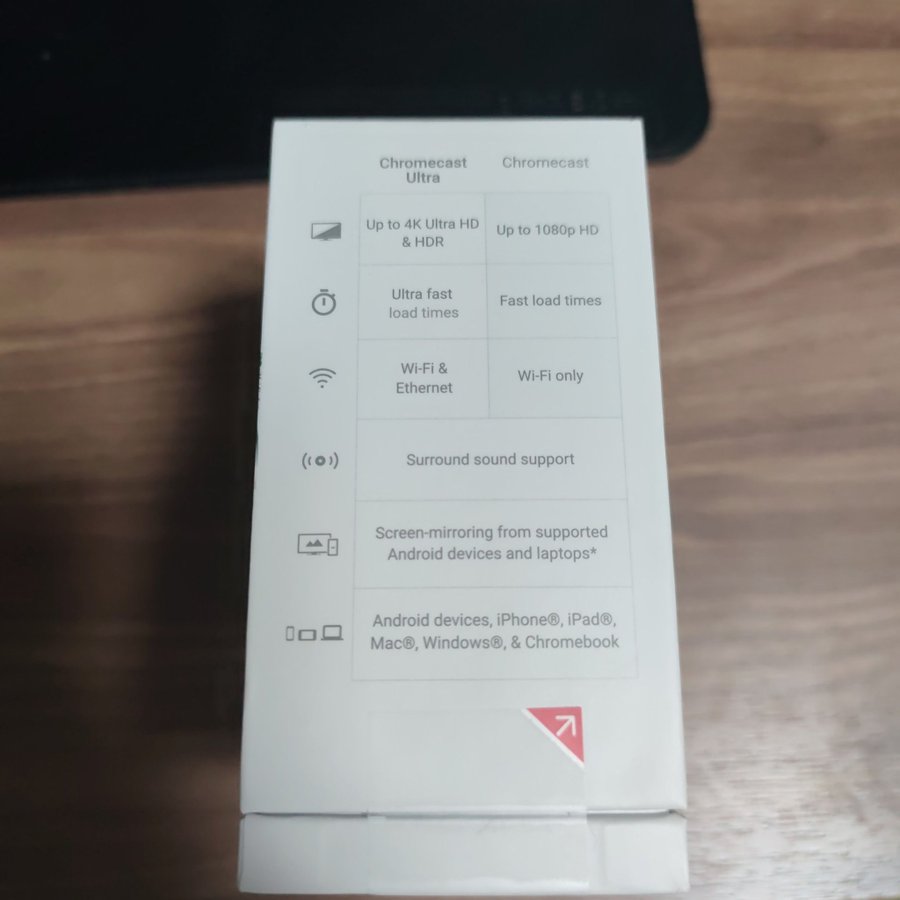 Chromecast
Ultra
Chromecast
Up to 4K Ultra HD
& HDR
Up to 1080p HD
Ultra fast
load times
Fast load times
Wi-Fi &
Ethernet
Wi-Fi only
Surround sound support
Screen-mirroring from supported
Android devices and laptops*
Android devices, iPhone®, iPad®,
Mac®, Windows®, & Chromebook